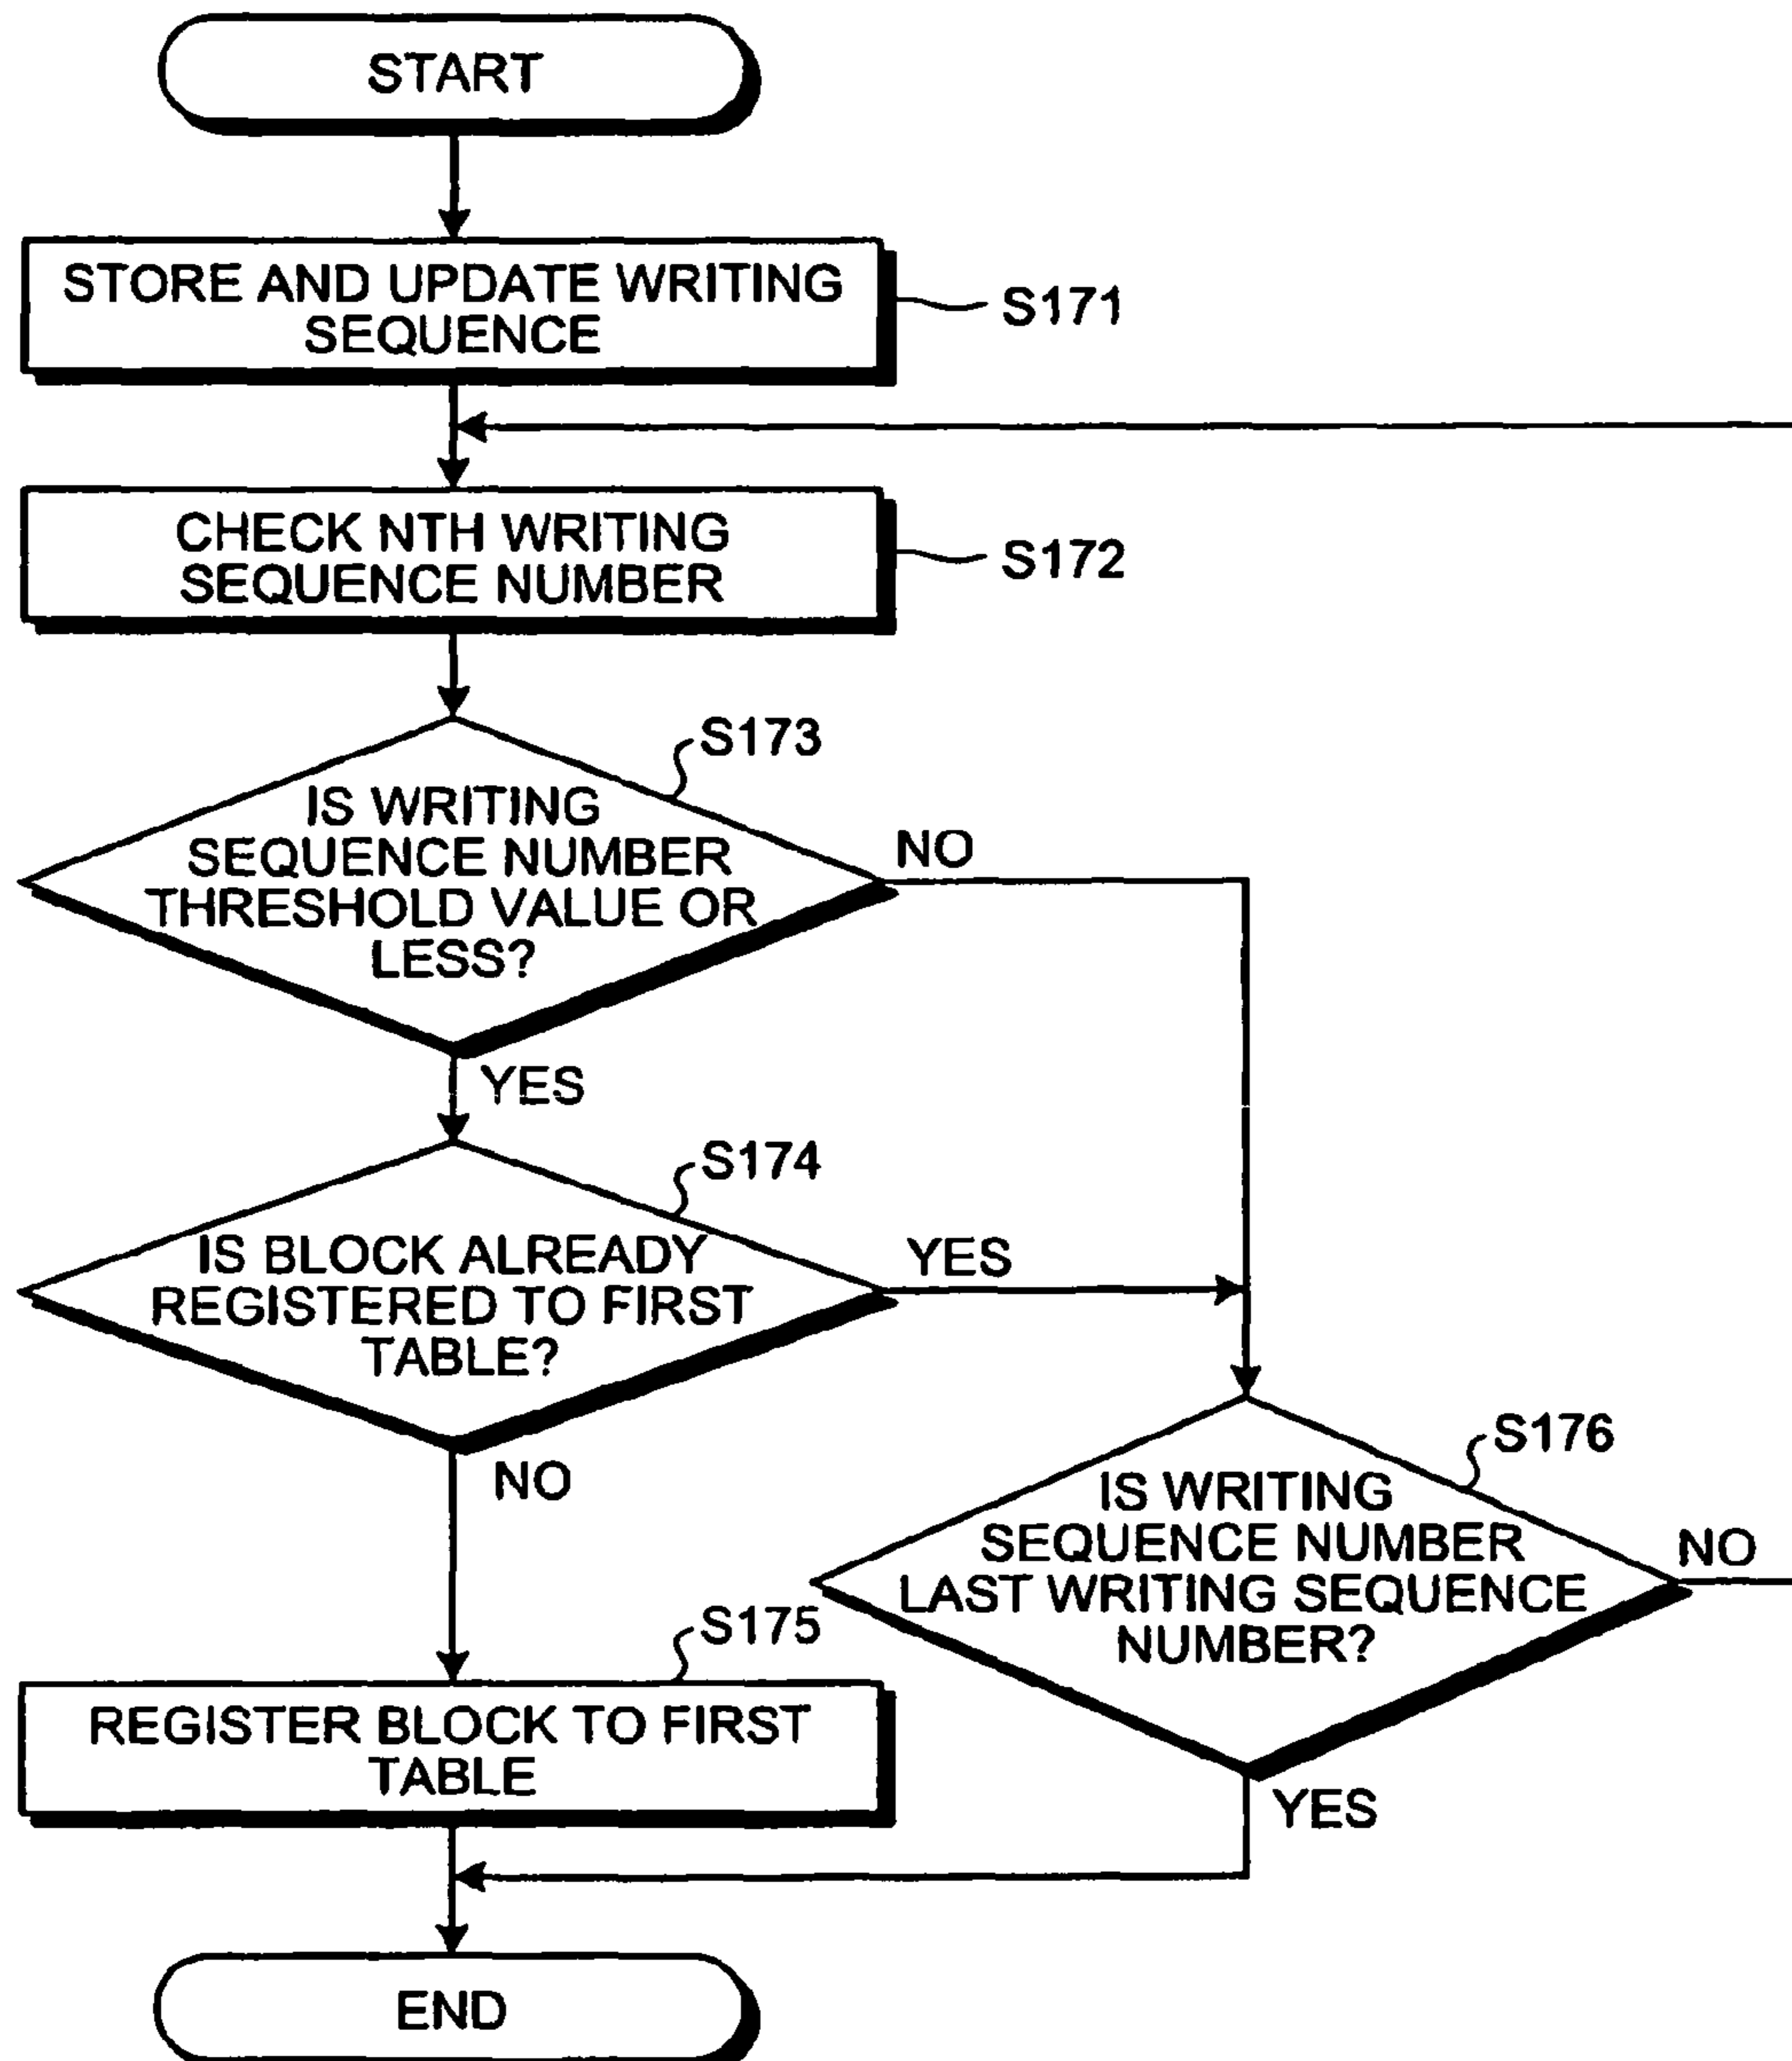 START
STORE AND UPDATE WRITING
SEQUENCE
S171
CHECK NTH WRITING
SEQUENCE NUMBER
S172
S173
IS WRITING
SEQUENCE NUMBER
THRESHOLD VALUE OR
LESS?
NO
YES
S174
IS BLOCK ALREADY
REGISTERED TO FIRST
TABLE?
YES
NO
S176
IS WRITING
SEQUENCE NUMBER
LAST WRITING SEQUENCE
NUMBER?
NO
YES
S175
REGISTER BLOCK TO FIRST
TABLE
END